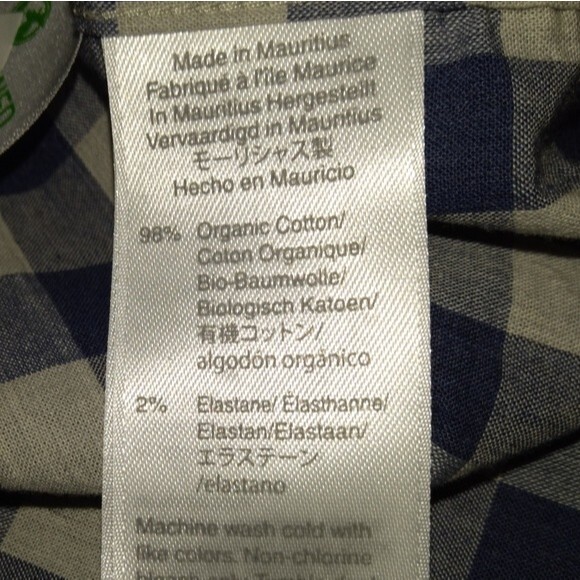 Made in Mauritius
Fabriqué à l'île Maurice
In Mauritius Hergestellt
Vervaardigd in Mauritius
モーリシャス製
Hecho en Mauricio
98% Organic Cotton/
Coton Organique/
Bio-Baumwolle/
Biologisch Katoen/
有機コットン/
algodón orgánico
2% Elastane/ Élasthanne/
Elastan/Elastaan/
エラステーン
/elastano
Machine wash cold with
like colors. Non-chlorine